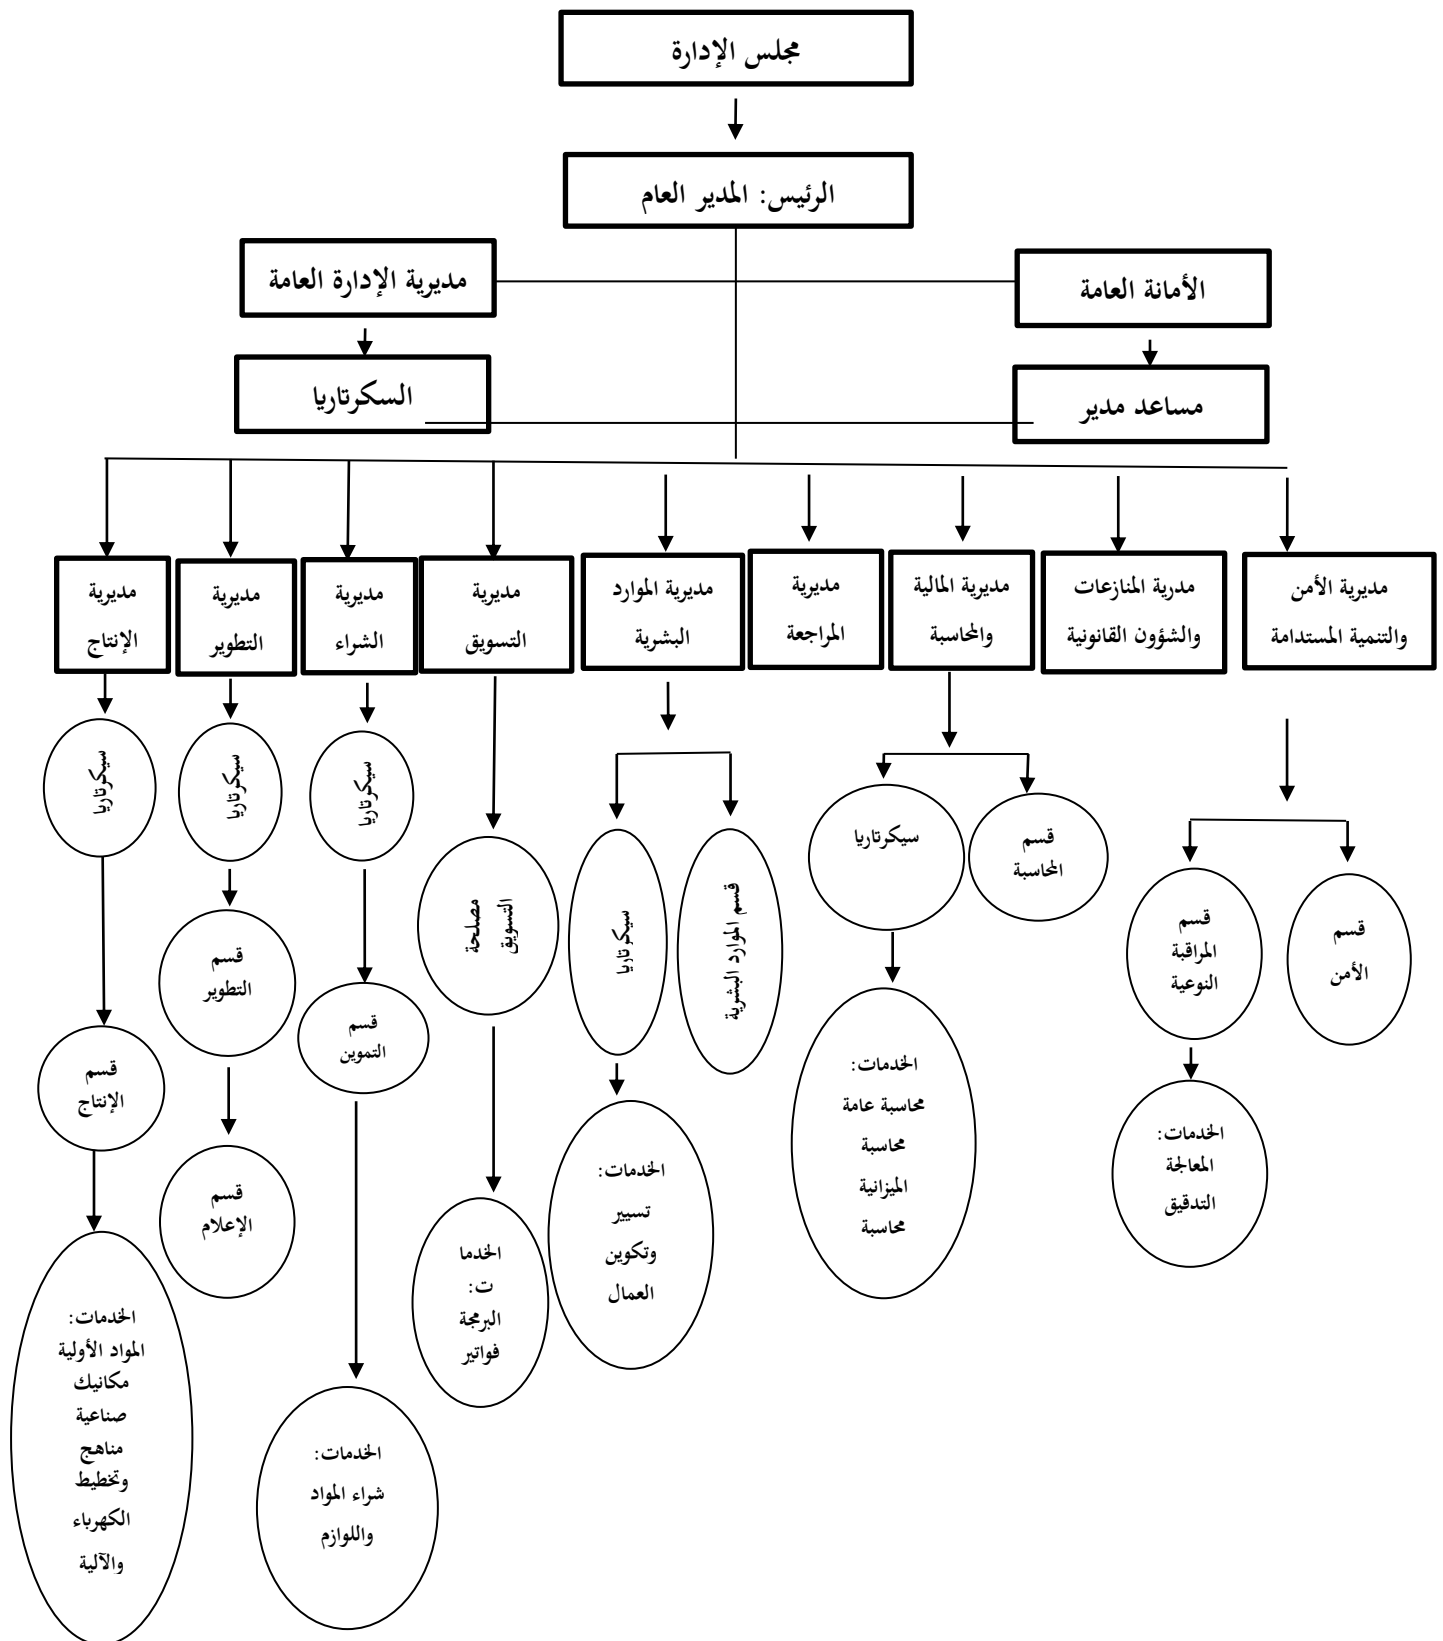 مجلس الإدارة
الرئيس: المدير العام
الأمانة العامة
مديرية الإدارة العامة
مساعد مدير
السكرتاريا
مديرية الأمن
والتنمية المستدامة
مدرية المنازعات
والشؤون القانونية
مديرية المالية
والمحاسبة
مديرية
المراجعة
مديرية الموارد
البشرية
مديرية
التسويق
مديرية
الشراء
مديرية
التطوير
مديرية
الإنتاج
قسم
الأمن
قسم
المراقبة
النوعية
الخدمات:
المعالجة
التدقيق
قسم
المحاسبة
سيكرتاريا
الخدمات:
محاسبة عامة
محاسبة
الميزانية
محاسبة
قسم الموارد البشرية
سيكرتاريا
الخدمات:
تسيير
وتكوين
العمال
مصلحة
التسويق
الخدما
ت:
البرمجة
فواتير
سيكرتاريا
قسم
التموين
الخدمات:
شراء المواد
واللوازم
سيكرتاريا
قسم
التطوير
قسم
الإعلام
سيكرتاريا
قسم
الإنتاج
الخدمات:
المواد الأولية
مكانيك
صناعية
مناهج
وتخطيط
الكهرباء
والآلية